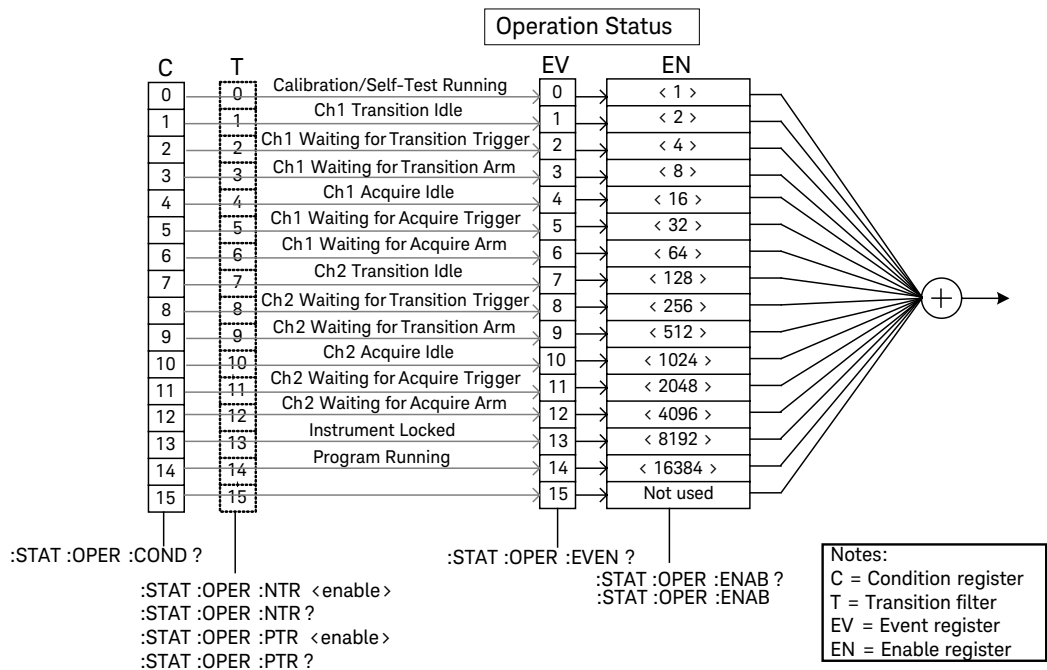 Operation Status
C T EV EN
0 0 Calibration/Self-Test Running 0 < 1 >
1 1 Ch1 Transition Idle 1 < 2 >
2 2 Ch1 Waiting for Transition Trigger 2 < 4 >
3 3 Ch1 Waiting for Transition Arm 3 < 8 >
4 4 Ch1 Acquire Idle 4 < 16 >
5 5 Ch1 Waiting for Acquire Trigger 5 < 32 >
6 6 Ch1 Waiting for Acquire Arm 6 < 64 >
7 7 Ch2 Transition Idle 7 < 128 >
8 8 Ch2 Waiting for Transition Trigger 8 < 256 >
9 9 Ch2 Waiting for Transition Arm 9 < 512 >
10 10 Ch2 Acquire Idle 10 < 1024 >
11 11 Ch2 Waiting for Acquire Trigger 11 < 2048 >
12 12 Ch2 Waiting for Acquire Arm 12 < 4096 >
13 13 Instrument Locked 13 < 8192 >
14 14 Program Running 14 < 16384 >
15 15 15 Not used
+
:STAT :OPER :COND ?
:STAT :OPER :NTR <enable>
:STAT :OPER :NTR ?
:STAT :OPER :PTR <enable>
:STAT :OPER :PTR ?
:STAT :OPER :EVEN ?
:STAT :OPER :ENAB ?
:STAT :OPER :ENAB
Notes:
C = Condition register
T = Transition filter
EV = Event register
EN = Enable register